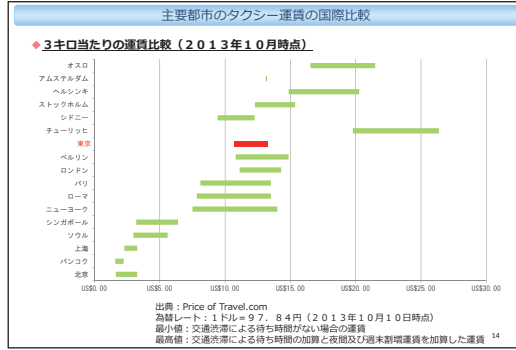 主要都市のタクシー運賃の国際比較
◆３キロ当たりの運賃比較（２０１３年１０月時点）
オスロ
アムステルダム
ヘルシンキ
ストックホルム
シドニー
チューリッヒ
東京
ベルリン
ロンドン
パリ
ローマ
ニューヨーク
シンガポール
ソウル
上海
バンコク
北京
US$0.00 US$5.00 US$10.00 US$15.00 US$20.00 US$25.00 US$30.00
出典：Price of Travel.com
為替レート：１ドル＝９７．８４円（２０１３年１０月１０日時点）
最小値：交通渋滞による待ち時間がない場合の運賃
最高値：交通渋滞による待ち時間の加算と夜間及び週末割増運賃を加算した運賃
14